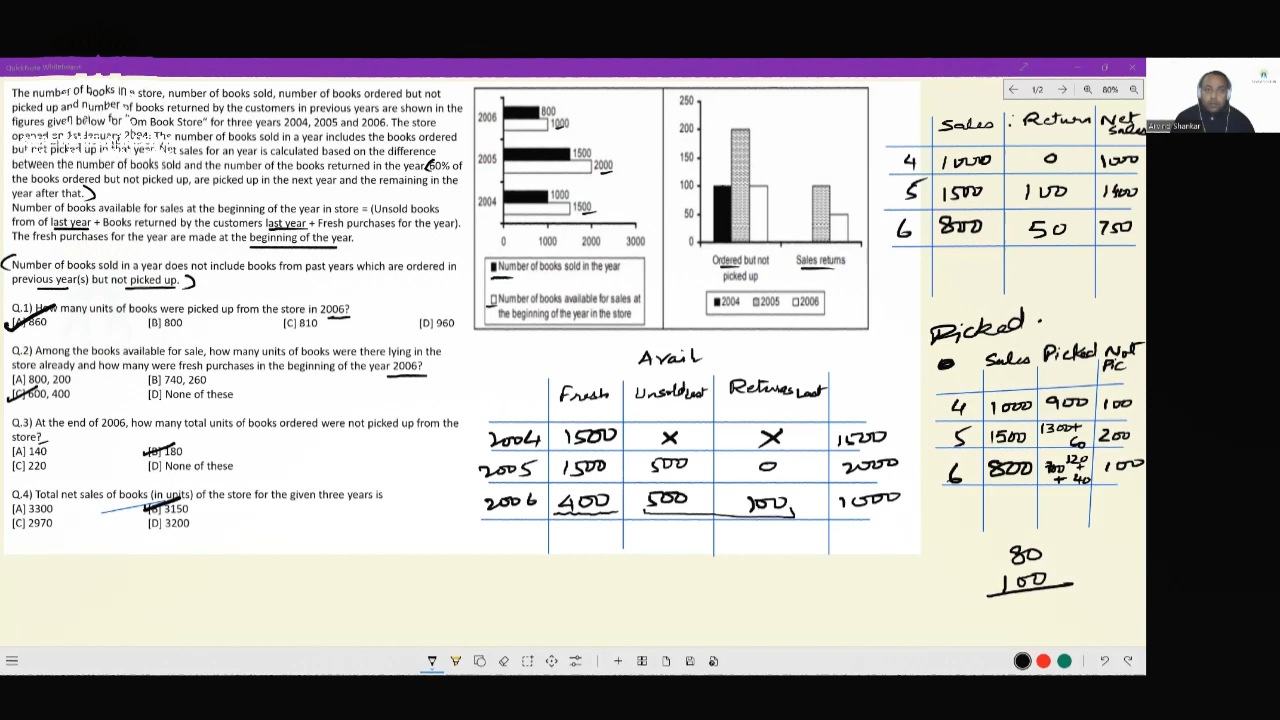 QuickNote Whiteboard
The number of books in a store, number of books sold, number of books ordered but not
picked up and number of books returned by the customers in previous years are shown in the
figures given below for "Om Book Store" for three years 2004, 2005 and 2006. The store
opened on 1st January 2004. The number of books sold in a year includes the books ordered
but not picked up in that year. Net sales for an year is calculated based on the difference
between the number of books sold and the number of the books returned in the year. 60% of
the books ordered but not picked up, are picked up in the next year and the remaining in the
year after that.
Number of books available for sales at the beginning of the year in store = (Unsold books
from of last year + Books returned by the customers last year + Fresh purchases for the year).
The fresh purchases for the year are made at the beginning of the year.
Number of books sold in a year does not include books from past years which are ordered in
previous year(s) but not picked up.
Q.1) How many units of books were picked up from the store in 2006?
[A] 860 [B] 800 [C] 810 [D] 960
Q.2) Among the books available for sale, how many units of books were there lying in the
store already and how many were fresh purchases in the beginning of the year 2006?
[A] 800, 200 [B] 740, 260
[C] 600, 400 [D] None of these
Q.3) At the end of 2006, how many total units of books ordered were not picked up from the
store?
[A] 140 [B] 180
[C] 220 [D] None of these
Q.4) Total net sales of books (in units) of the store for the given three years is
[A] 3300 [B] 3150
[C] 2970 [D] 3200
2006 800
1000
2005 1500
2000
2004 1000
1500
0 1000 2000 3000
Number of books sold in the year
Number of books available for sales at
the beginning of the year in store
250
200
150
100
50
0
Ordered but not Sales returns
picked up
2004 2005 2006
Avail
Fresh Unsold Last Returns Last
2004 1500 x x 1500
2005 1500 500 0 2000
2006 400 500 100 1000
1/2 80%
Sales : Return Net
Sales
4 1000 0 1000
5 1500 100 1400
6 800 50 750
Picked.
Sales Picked Not
Pic
4 1000 900 100
5 1500 1300+ 200
60
6 800 700 120 100
+
+ 40
80
100
Arvind Shankar